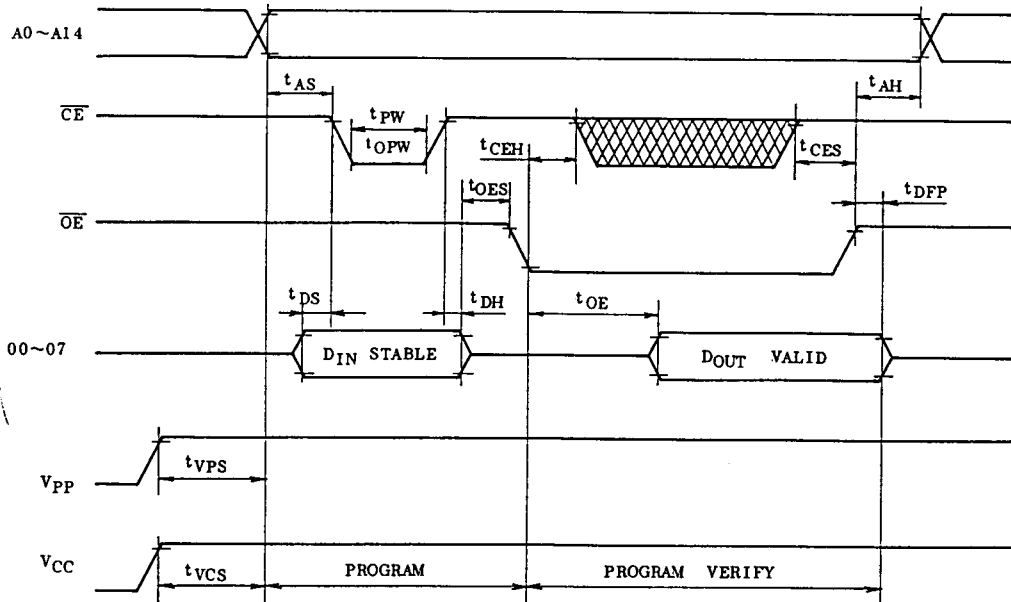 A0~A14
tAS
tAH
CE
tPW
tOPW
tCEH
tCES
tOES
tDFP
OE
tDS
tDH
tOE
00~07
DIN STABLE
DOUT VALID
tVPS
VPP
VCC
tVCS
PROGRAM
PROGRAM VERIFY